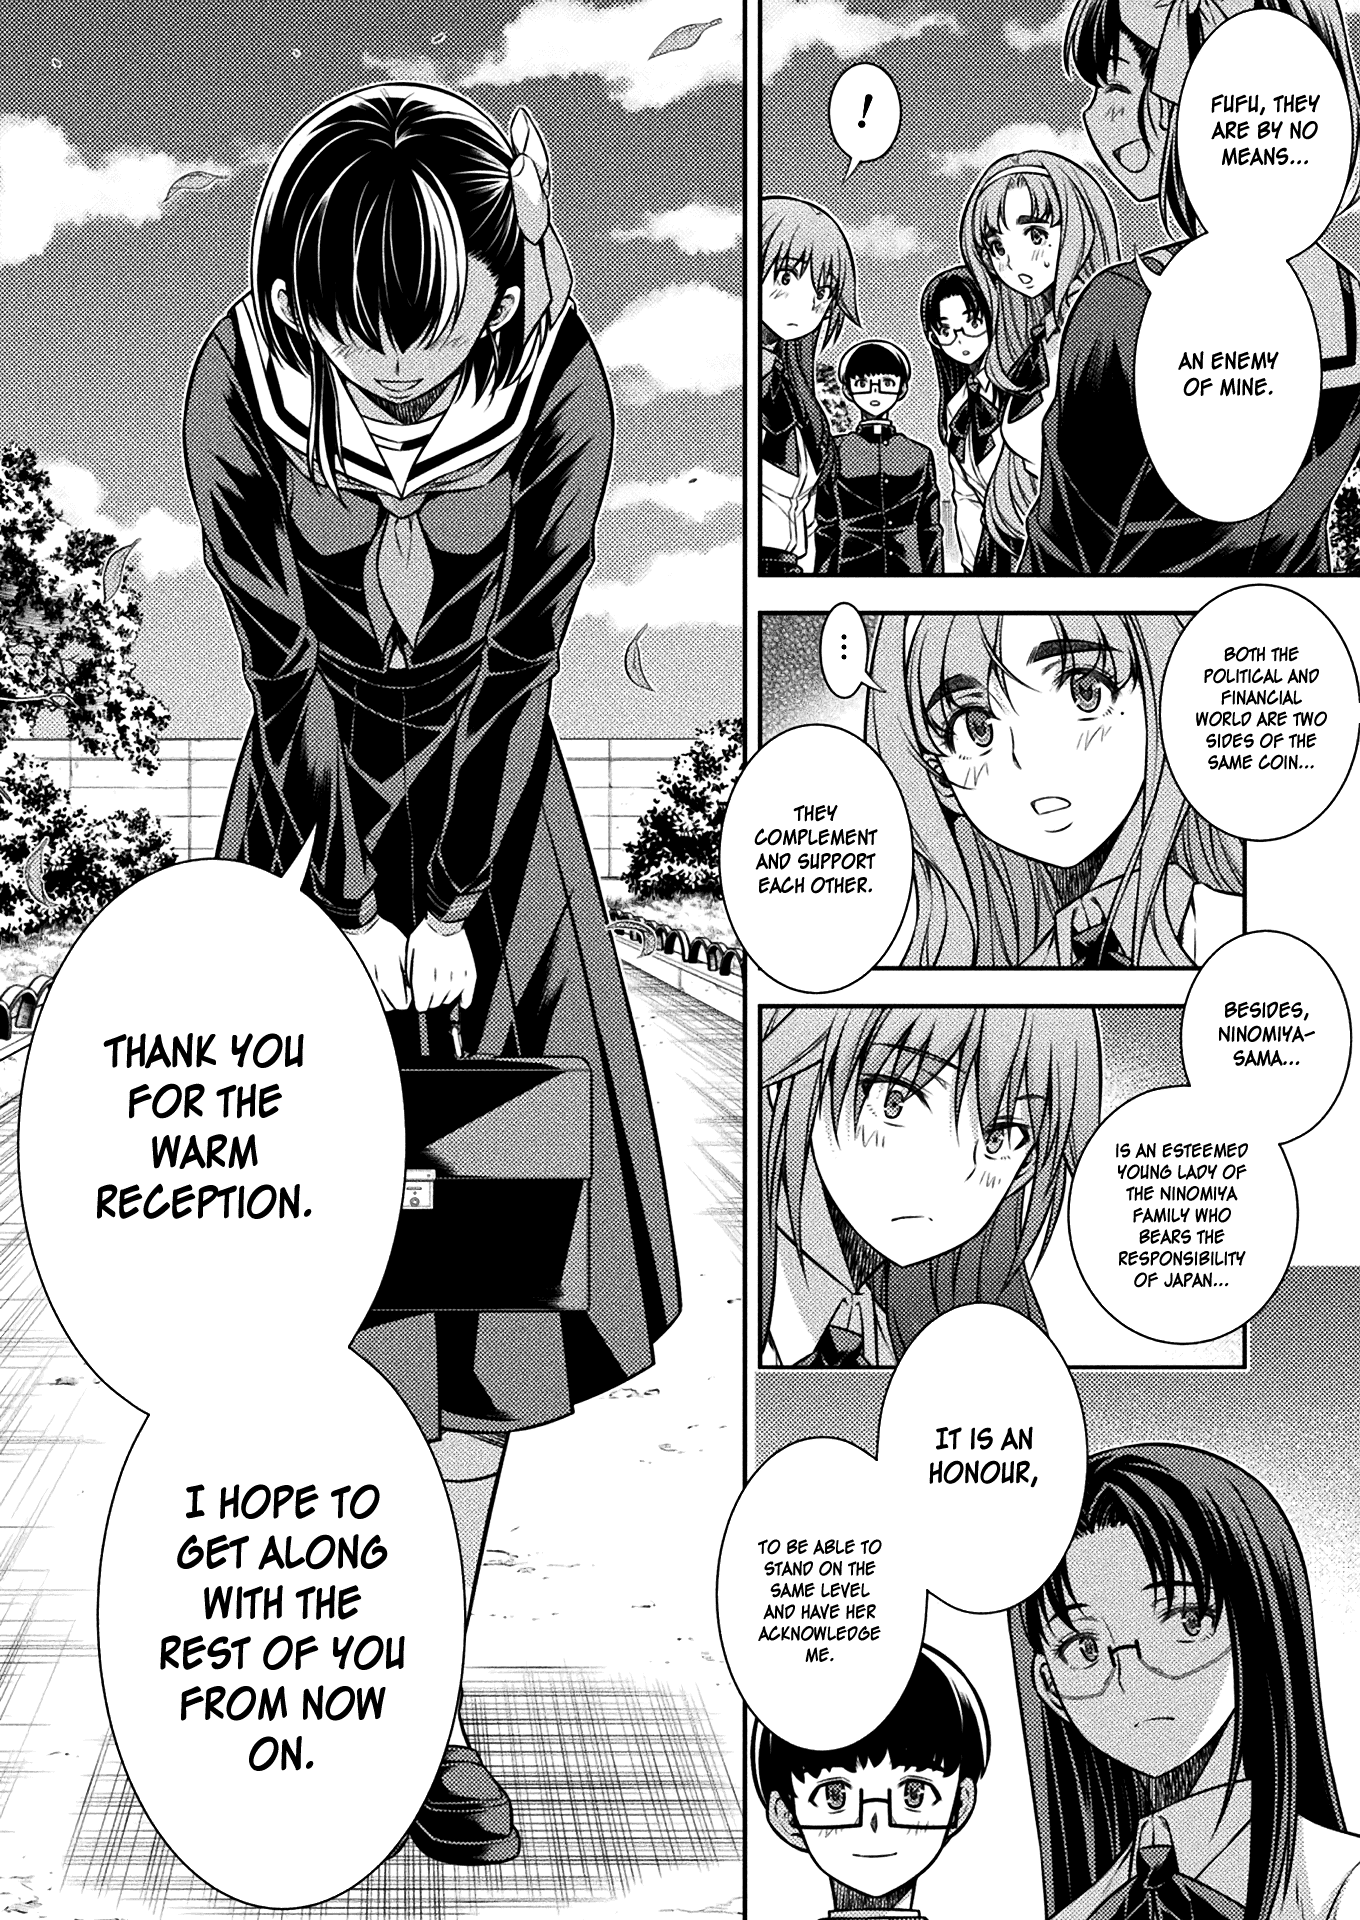 FUFU, THEY
ARE BY NO
MEANS...
!
AN ENEMY
OF MINE.
BOTH THE
POLITICAL AND
FINANCIAL
WORLD ARE TWO
SIDES OF THE
SAME COIN...
...
THEY
COMPLEMENT
AND SUPPORT
EACH OTHER.
BESIDES,
NINOMIYA-
SAMA...
IS AN ESTEEMED
YOUNG LADY OF
THE NINOMIYA
FAMILY WHO
BEARS THE
RESPONSIBILITY
OF JAPAN...
IT IS AN
HONOUR,
TO BE ABLE TO
STAND ON THE
SAME LEVEL
AND HAVE HER
ACKNOWLEDGE
ME.
THANK YOU
FOR THE
WARM
RECEPTION.
I HOPE TO
GET ALONG
WITH THE
REST OF YOU
FROM NOW
ON.